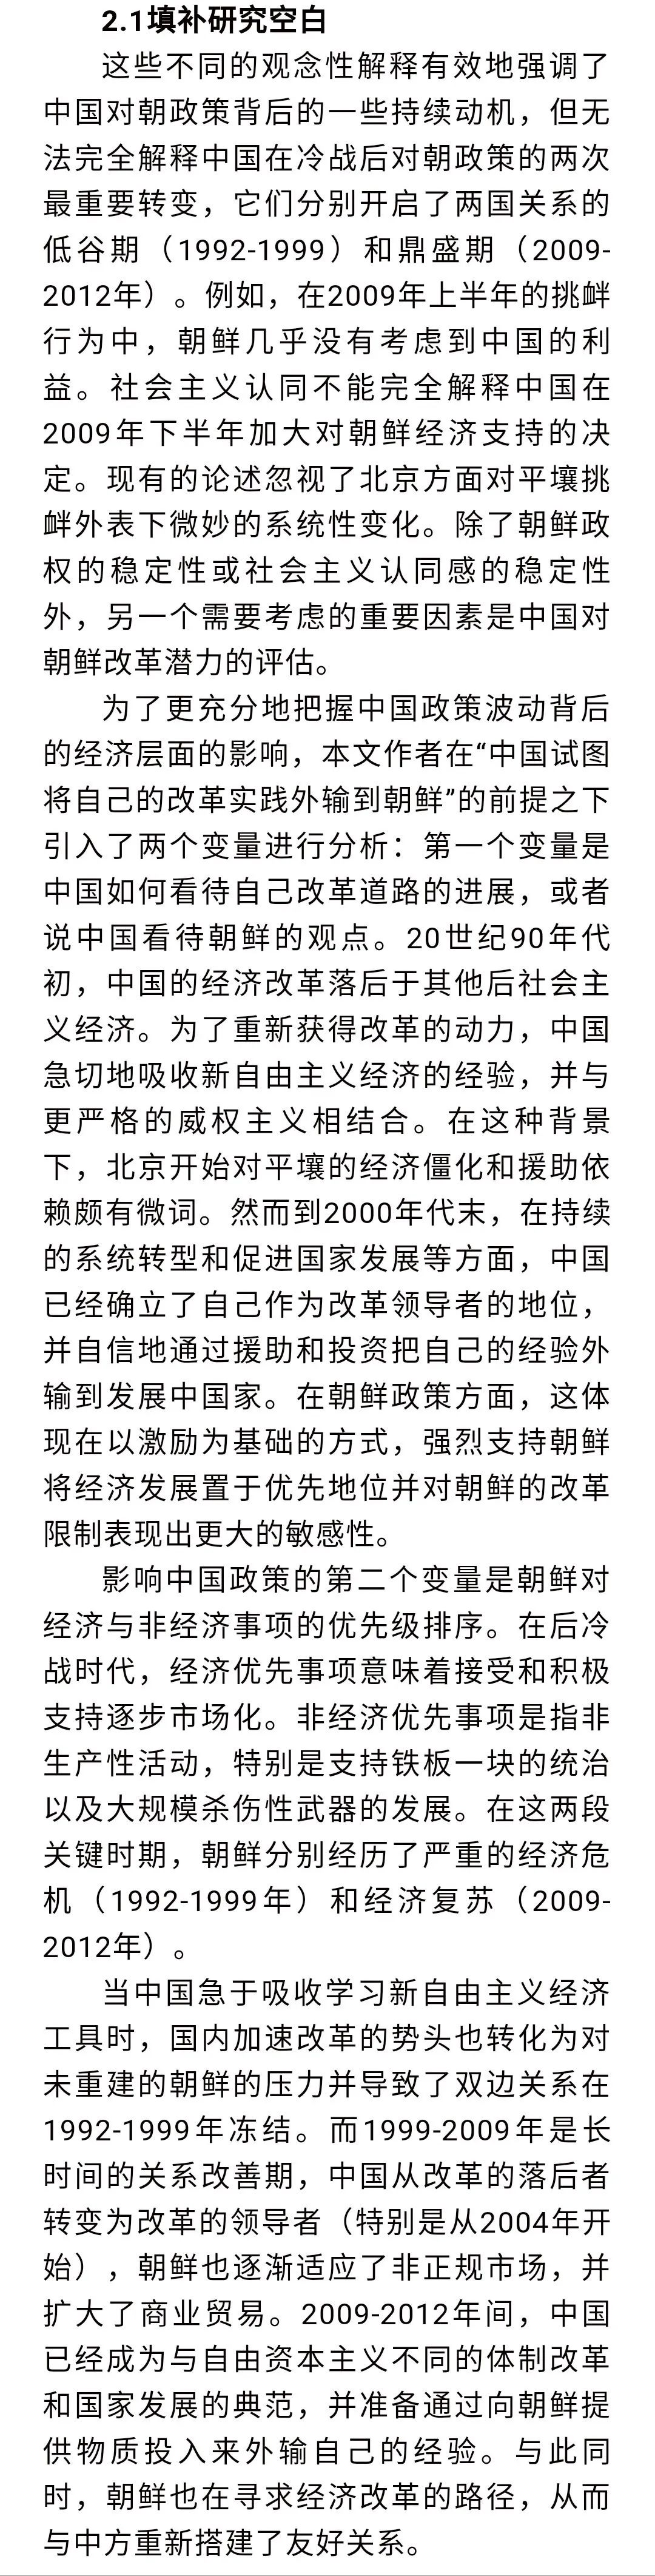 2.1填补研究空白
这些不同的观念性解释有效地强调了
中国对朝政策背后的一些持续动机，但无
法完全解释中国在冷战后对朝政策的两次
最重要转变，它们分别开启了两国关系的
低谷期（1992-1999）和鼎盛期（2009-
2012年）。例如，在2009年上半年的挑衅
行为中，朝鲜几乎没有考虑到中国的利
益。社会主义认同不能完全解释中国在
2009年下半年加大对朝鲜经济支持的决
定。现有的论述忽视了北京方面对平壤挑
衅外表下微妙的系统性变化。除了朝鲜政
权的稳定性或社会主义认同感的稳定性
外，另一个需要考虑的重要因素是中国对
朝鲜改革潜力的评估。
为了更充分地把握中国政策波动背后
的经济层面的影响，本文作者在“中国试图
将自己的改革实践外输到朝鲜”的前提之下
引入了两个变量进行分析：第一个变量是
中国如何看待自己改革道路的进展，或者
说中国看待朝鲜的观点。20世纪90年代
初，中国的经济改革落后于其他后社会主
义经济。为了重新获得改革的动力，中国
急切地吸收新自由主义经济的经验，并与
更严格的威权主义相结合。在这种背景
下，北京开始对平壤的经济僵化和援助依
赖颇有微词。然而到2000年代末，在持续
的系统转型和促进国家发展等方面，中国
已经确立了自己作为改革领导者的地位，
并自信地通过援助和投资把自己的经验外
输到发展中国家。在朝鲜政策方面，这体
现在以激励为基础的方式，强烈支持朝鲜
将经济发展置于优先地位并对朝鲜的改革
限制表现出更大的敏感性。
影响中国政策的第二个变量是朝鲜对
经济与非经济事项的优先级排序。在后冷
战时代，经济优先事项意味着接受和积极
支持逐步市场化。非经济优先事项是指非
生产性活动，特别是支持铁板一块的统治
以及大规模杀伤性武器的发展。在这两段
关键时期，朝鲜分别经历了严重的经济危
机（1992-1999年）和经济复苏（2009-
2012年）。
当中国急于吸收学习新自由主义经济
工具时，国内加速改革的势头也转化为对
未重建的朝鲜的压力并导致了双边关系在
1992-1999年冻结。而1999-2009年是长
时间的关系改善期，中国从改革的落后者
转变为改革的领导者（特别是从2004年开
始），朝鲜也逐渐适应了非正规市场，并
扩大了商业贸易。2009-2012年间，中国
已经成为与自由资本主义不同的体制改革
和国家发展的典范，并准备通过向朝鲜提
供物质投入来外输自己的经验。与此同
时，朝鲜也在寻求经济改革的路径，从而
与中方重新搭建了友好关系。